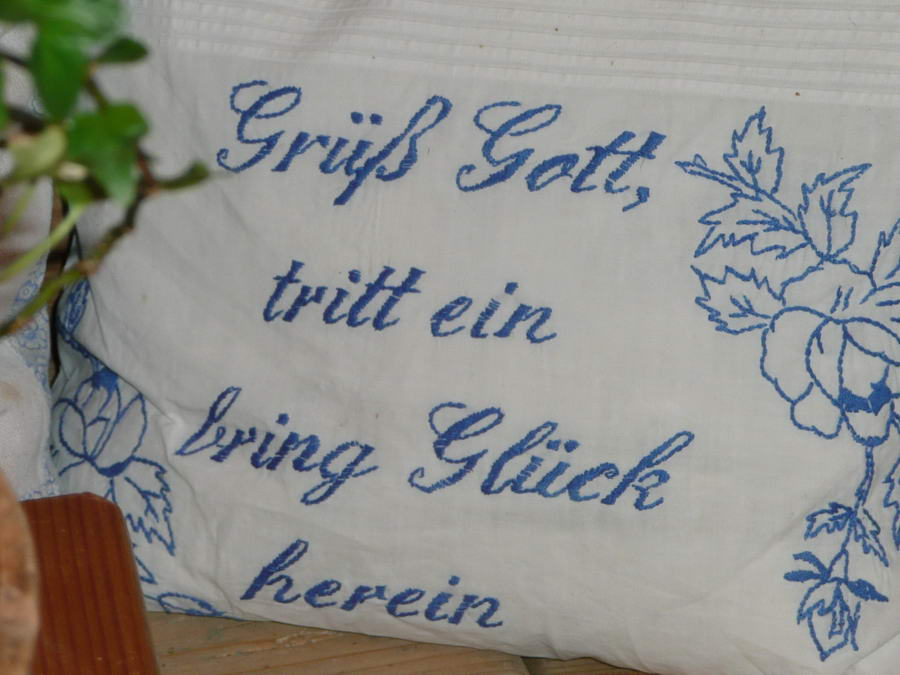 Grüß Gott,
tritt ein
bring Glück
herein